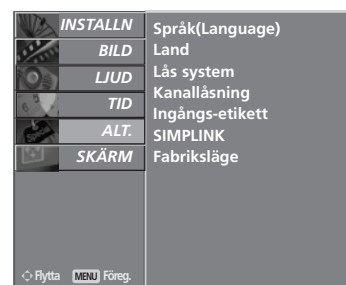 INSTALLN
BILD
LJUD
TID
ALT.
SKÄRM
Språk(Language)
Land
Lås system
Kanallåsning
Ingångs-etikett
SIMPLINK
Fabriksläge
Flytta MENU Föreg.